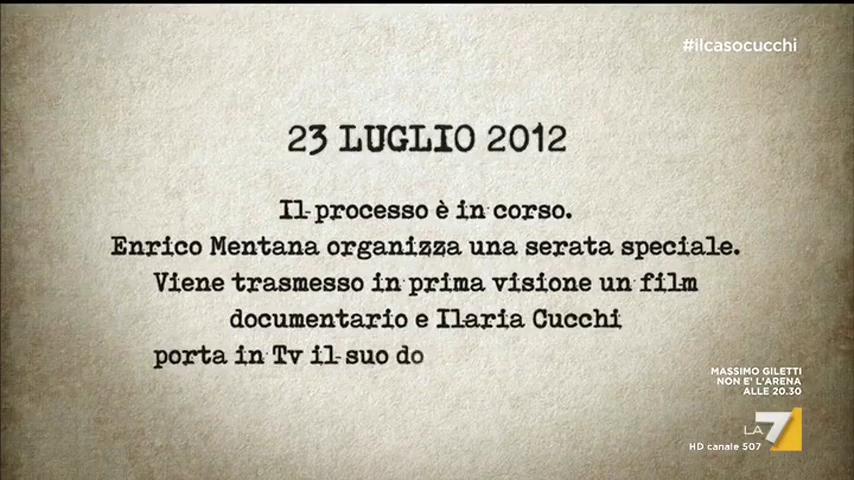 #ilcasocucchi
23 LUGLIO 2012
Il processo è in corso.
Enrico Mentana organizza una serata speciale.
Viene trasmesso in prima visione un film
documentario e Ilaria Cucchi
porta in Tv il suo do
MASSIMO GILETTI
NON E' L'ARENA
ALLE 20.30
LA7
HD canale 507